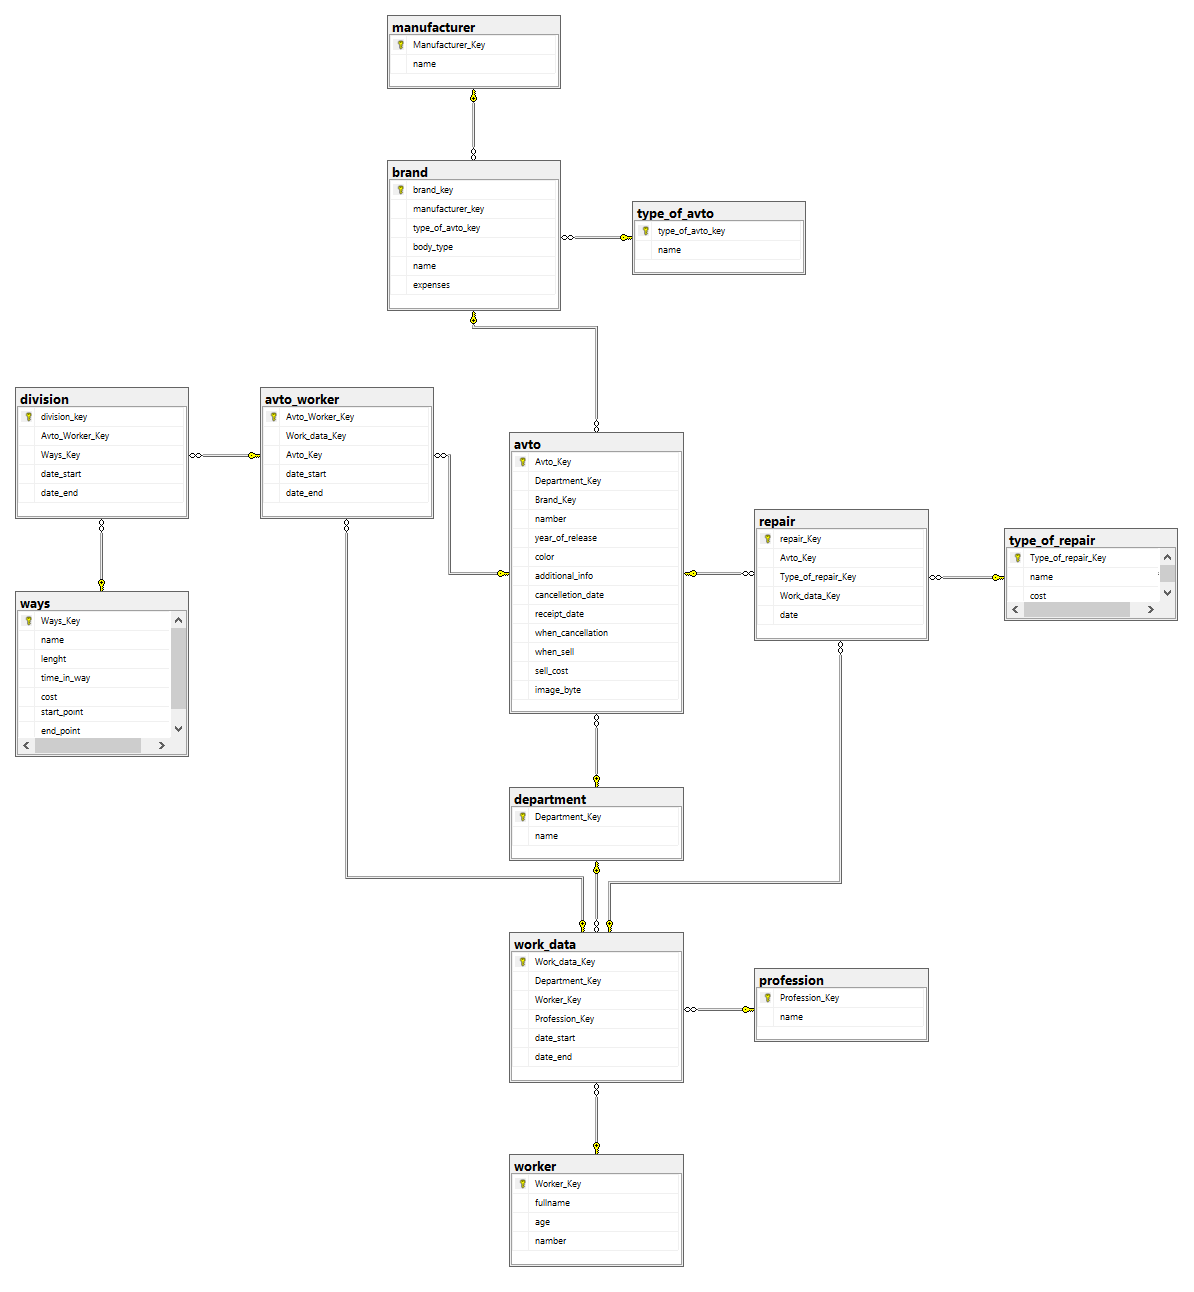 manufacturer
Manufacturer_Key
name
brand
brand_key
manufacturer_key
type_of_avto_key
body_type
name
expenses
type_of_avto
type_of_avto_key
name
division
division_key
Avto_Worker_Key
Ways_Key
date_start
date_end
avto_worker
Avto_Worker_Key
Work_data_Key
Avto_Key
date_start
date_end
avto
Avto_Key
Department_Key
Brand_Key
namber
year_of_release
color
additional_info
cancelletion_date
receipt_date
when_cancellation
when_sell
sell_cost
image_byte
repair
repair_Key
Avto_Key
Type_of_repair_Key
Work_data_Key
date
type_of_repair
Type_of_repair_Key
name
cost
ways
Ways_Key
name
lenght
time_in_way
cost
start_point
end_point
department
Department_Key
name
work_data
Work_data_Key
Department_Key
Worker_Key
Profession_Key
date_start
date_end
profession
Profession_Key
name
worker
Worker_Key
fullname
age
namber